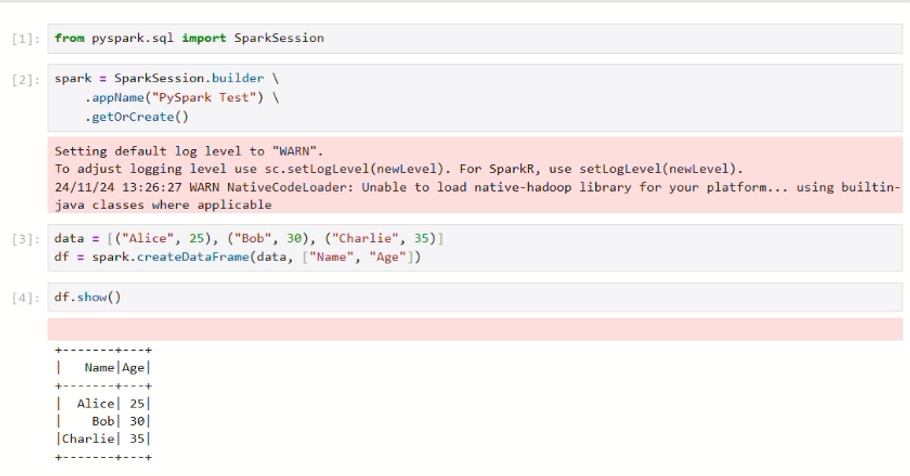 [1]: from pyspark.sql import SparkSession
[2]: spark = SparkSession.builder \
.appName("PySpark Test") \
.getOrCreate()
Setting default log level to "WARN".
To adjust logging level use sc.setLogLevel(newLevel). For SparkR, use setLogLevel(newLevel).
24/11/24 13:26:27 WARN NativeCodeLoader: Unable to load native-hadoop library for your platform... using builtin-
java classes where applicable
[3]: data = [("Alice", 25), ("Bob", 30), ("Charlie", 35)]
df = spark.createDataFrame(data, ["Name", "Age"])
[4]: df.show()
+-------+---+
|   Name|Age|
+-------+---+
|  Alice| 25|
|    Bob| 30|
|Charlie| 35|
+-------+---+